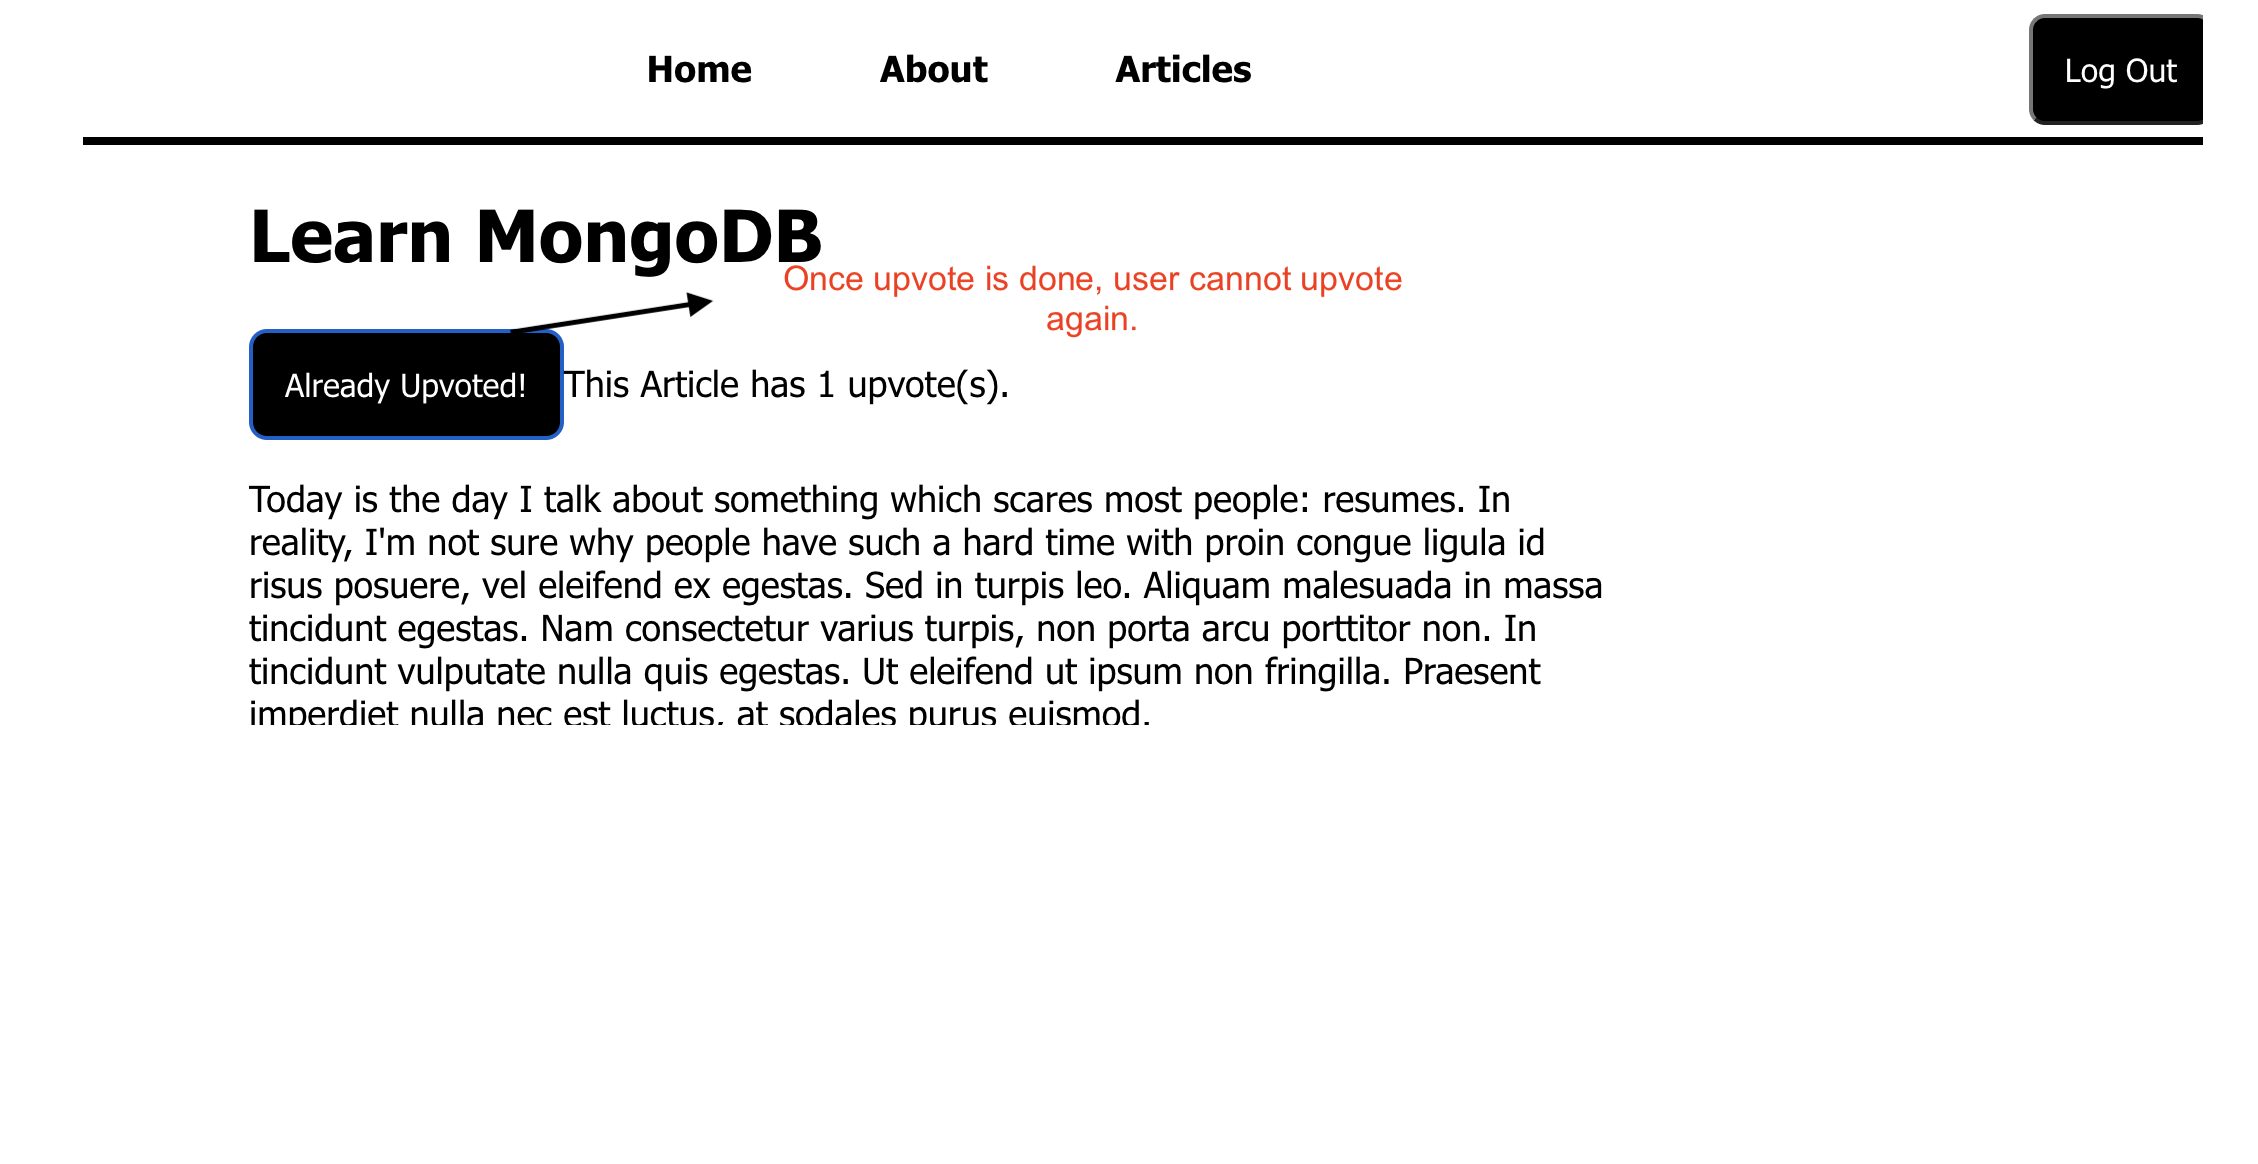 Home About Articles Log Out
Learn MongoDB
Once upvote is done, user cannot upvote
again.
Already Upvoted! This Article has 1 upvote(s).
Today is the day I talk about something which scares most people: resumes. In
reality, I'm not sure why people have such a hard time with proin congue ligula id
risus posuere, vel eleifend ex egestas. Sed in turpis leo. Aliquam malesuada in massa
tincidunt egestas. Nam consectetur varius turpis, non porta arcu porttitor non. In
tincidunt vulputate nulla quis egestas. Ut eleifend ut ipsum non fringilla. Praesent
imperdiet nulla nec est luctus, at sodales purus euismod.